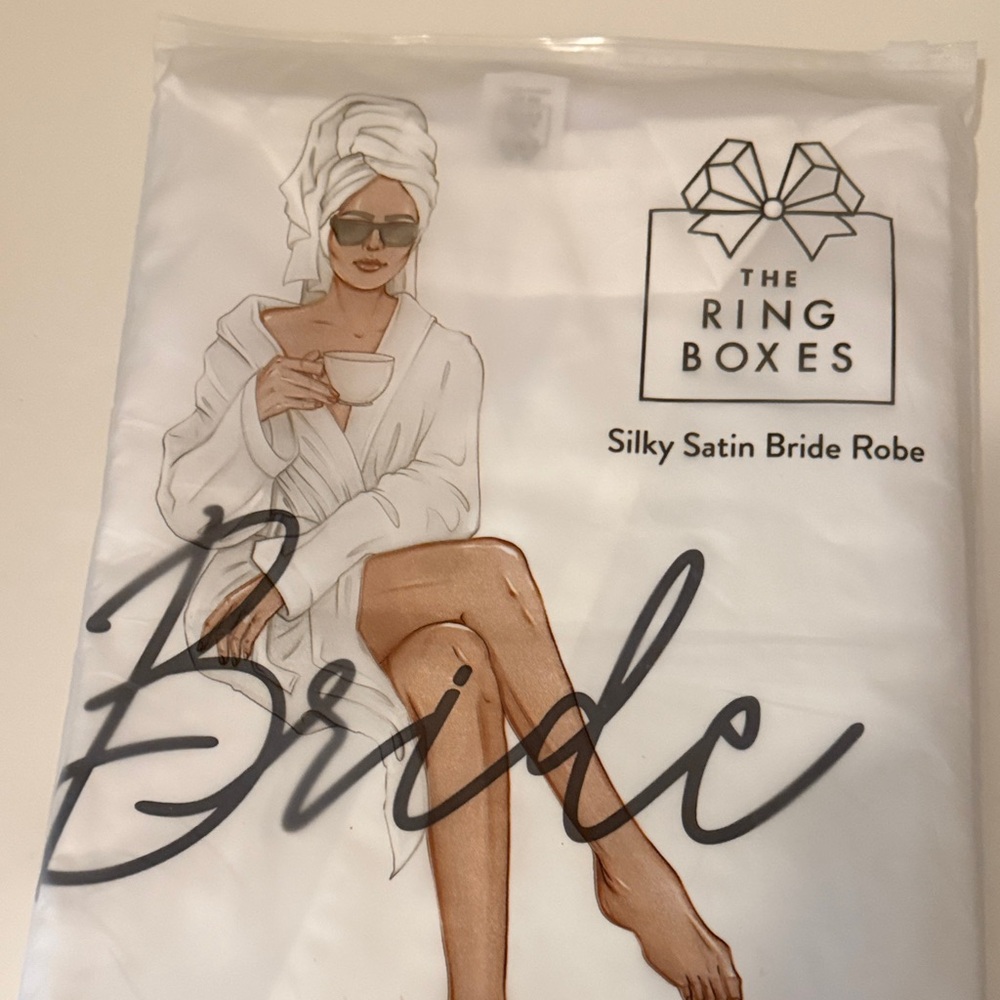 THE
RING
BOXES
Silky Satin Bride Robe
Bride